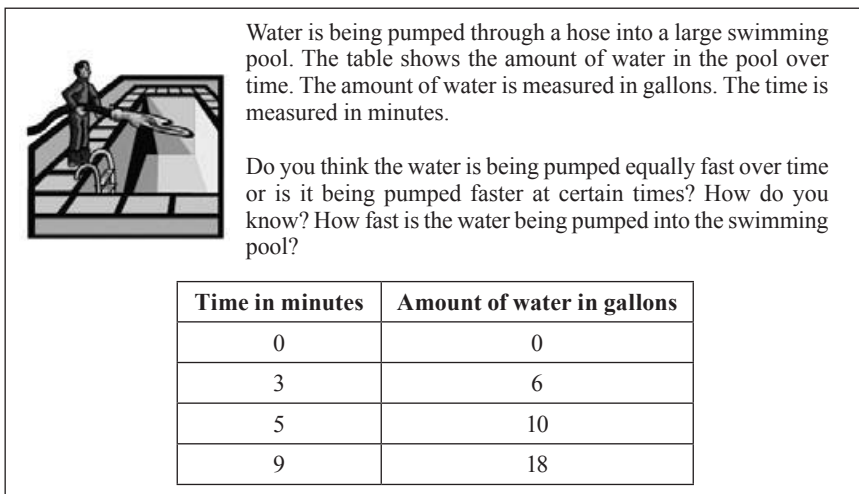 Water is being pumped through a hose into a large swimming
pool. The table shows the amount of water in the pool over
time. The amount of water is measured in gallons. The time is
measured in minutes.
Do you think the water is being pumped equally fast over time
or is it being pumped faster at certain times? How do you
know? How fast is the water being pumped into the swimming
pool?
Time in minutes Amount of water in gallons
0 0
3 6
5 10
9 18